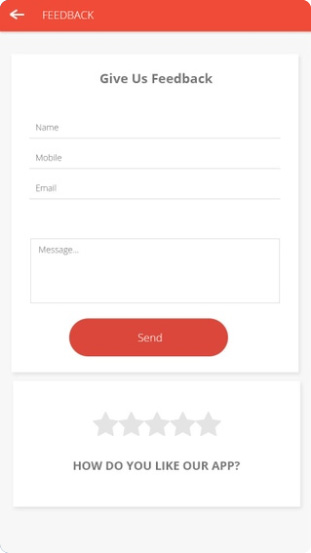 FEEDBACK
Give Us Feedback
Name
Mobile
Email
Message...
Send
HOW DO YOU LIKE OUR APP?